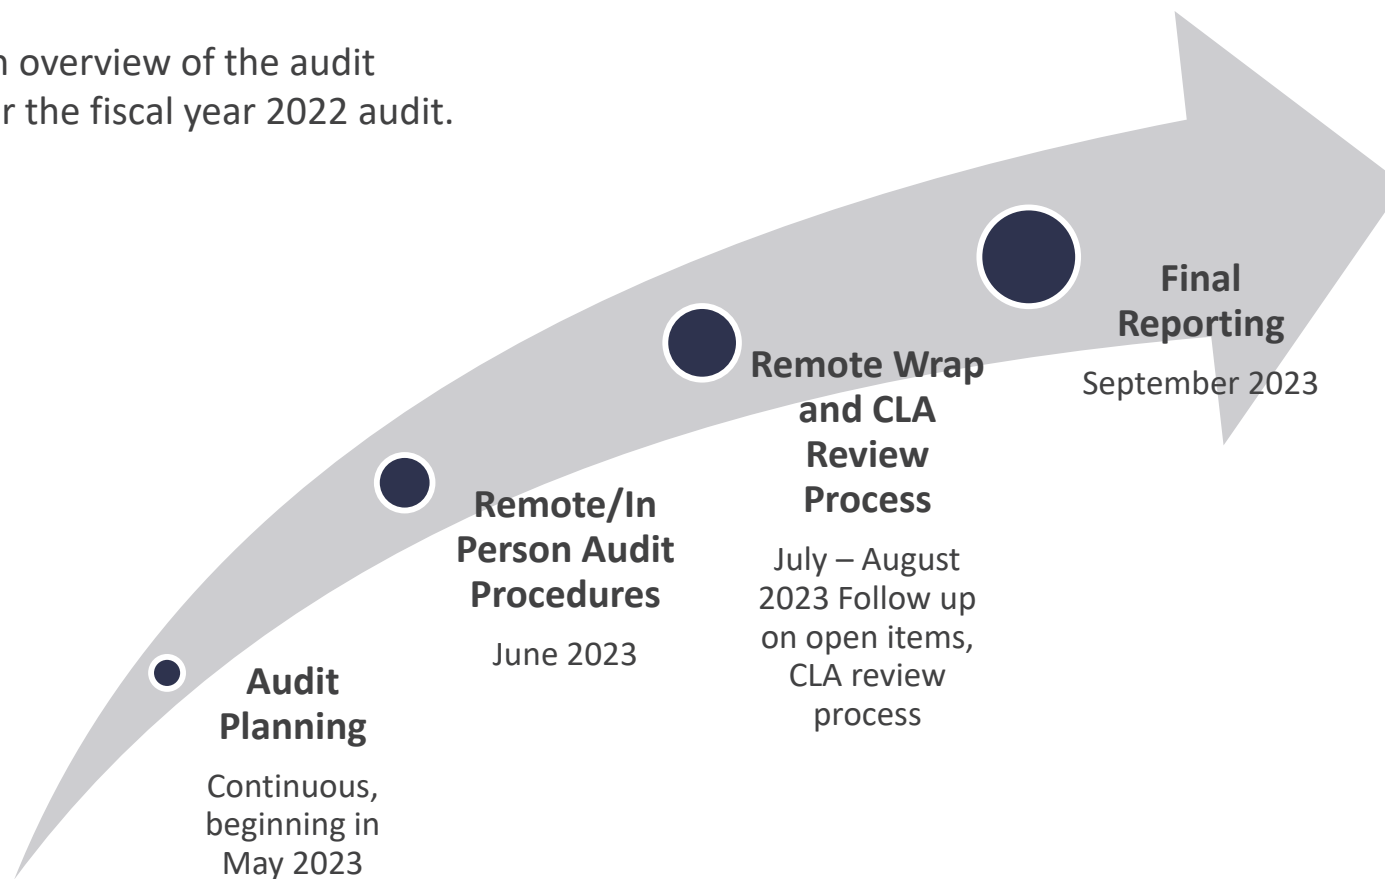 n overview of the audit
r the fiscal year 2022 audit.
Audit
Planning
Continuous,
beginning in
May 2023
Remote/In
Person Audit
Procedures
June 2023
Remote Wrap
and CLA
Review
Process
July – August
2023 Follow up
on open items,
CLA review
process
Final
Reporting
September 2023